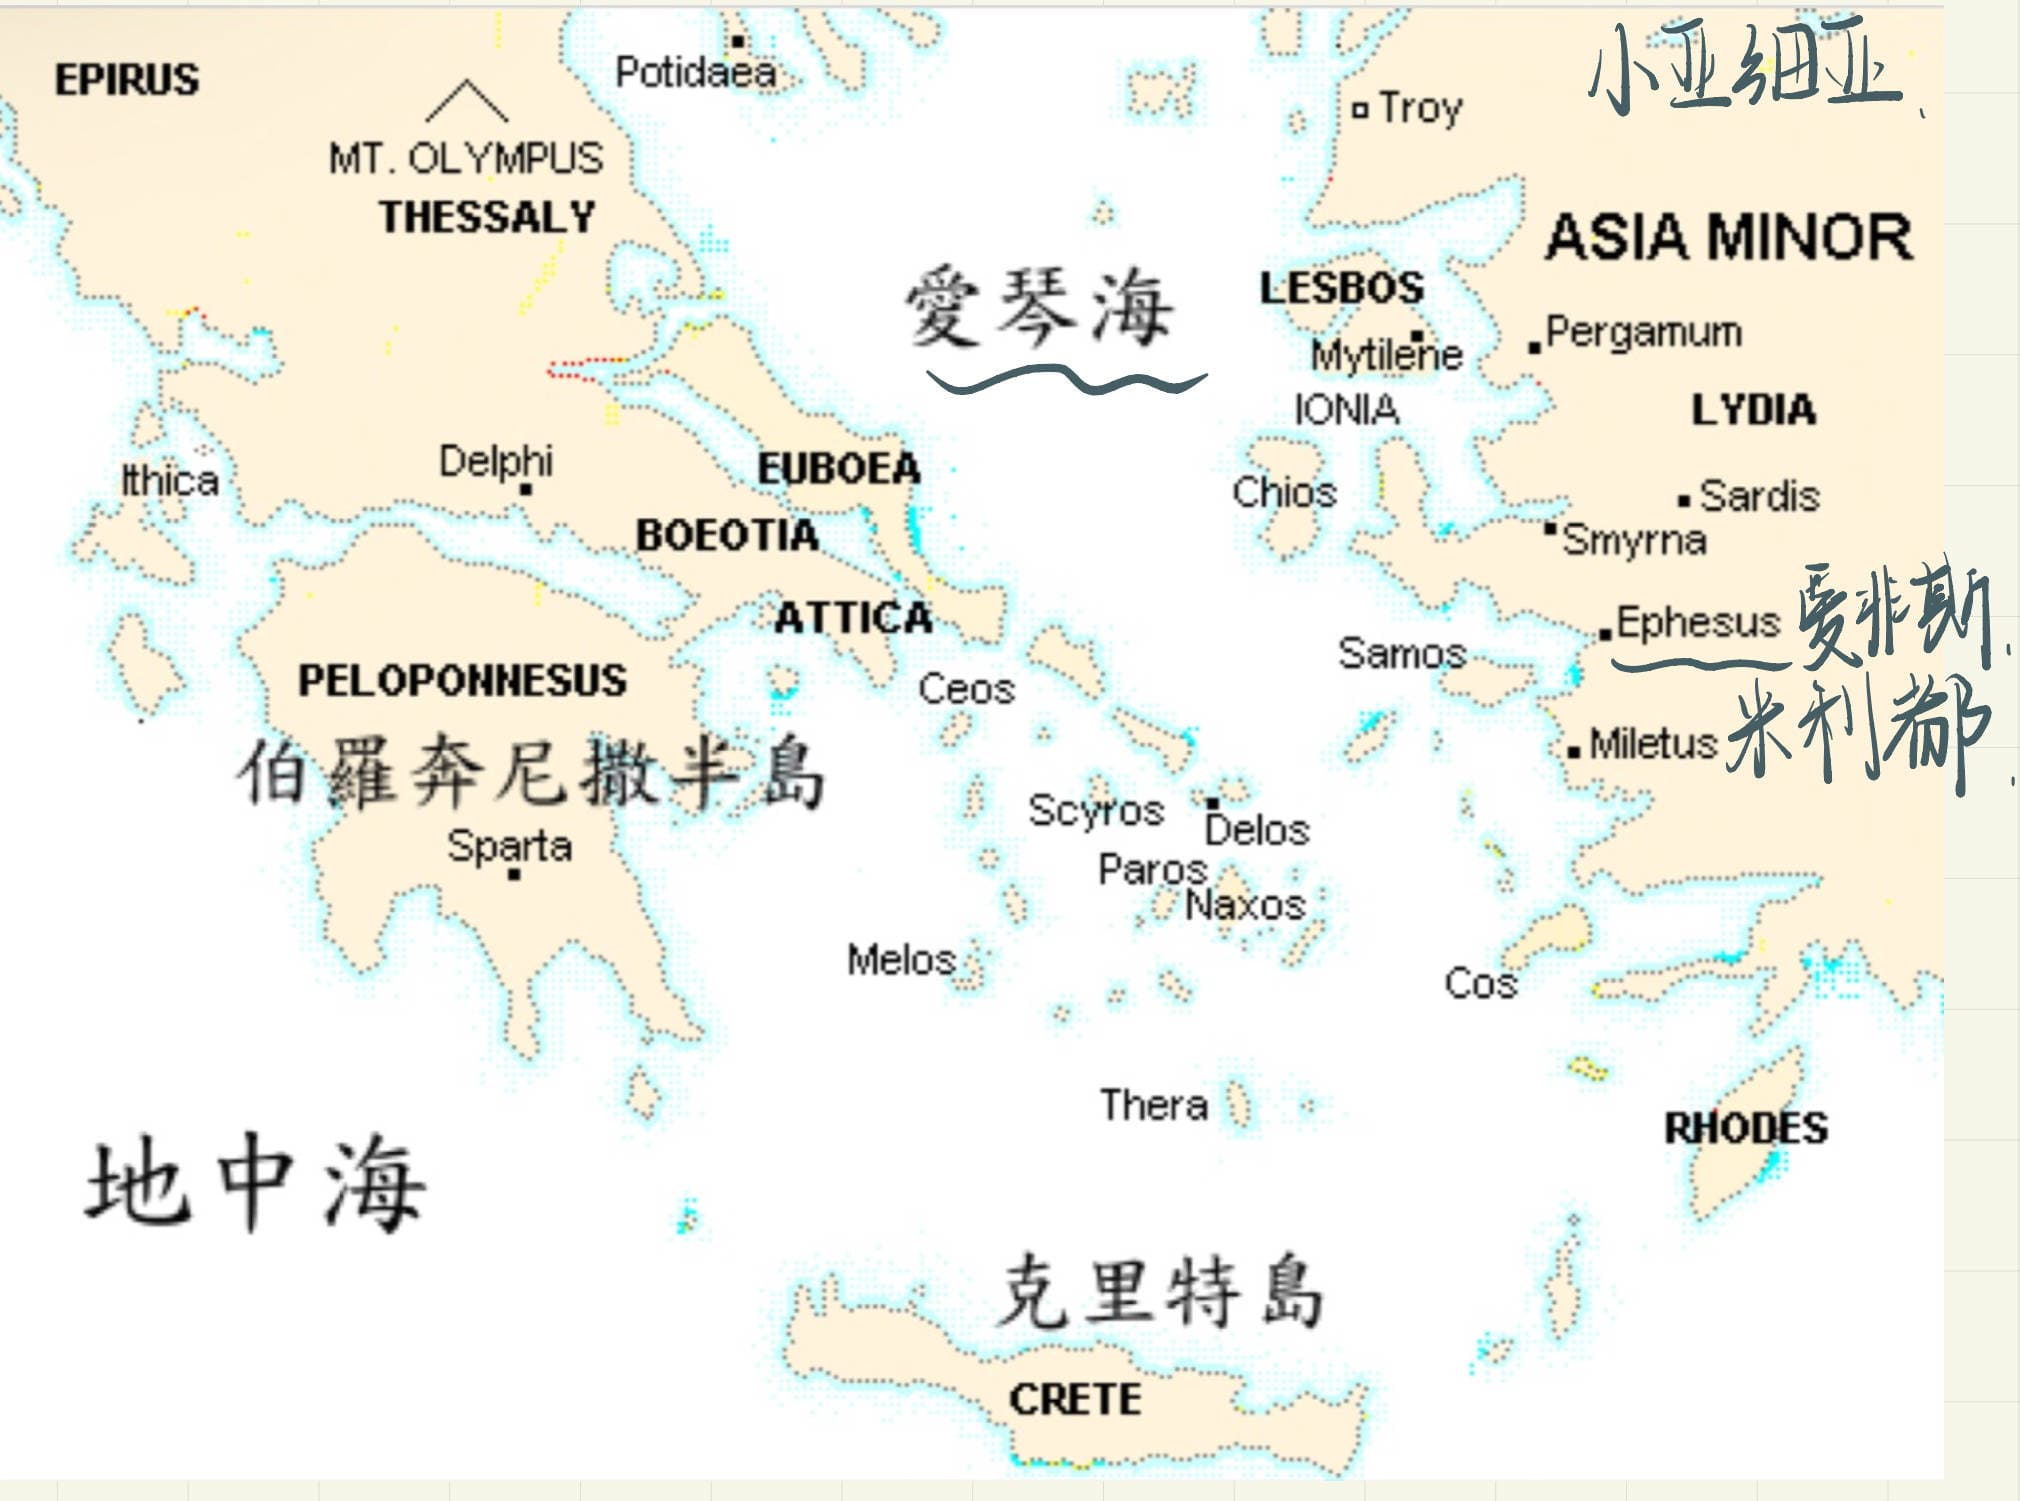 小亚细亚.
EPIRUS
Potidaea
Troy
MT. OLYMPUS
THESSALY
ASIA MINOR
愛琴海
LESBOS
Mytilene
Pergamum
IONIA
LYDIA
Ithica
Delphi
EUBOEA
Chios
Sardis
BOEOTIA
Smyrna
ATTICA
Ephesus 爱非斯.
PELOPONNESUS
Ceos
Samos
伯羅奔尼撒半島
Miletus 米利都.
Sparta
Scyros
Delos
Paros
Naxos
Melos
Cos
Thera
RHODES
地中海
克里特島
CRETE